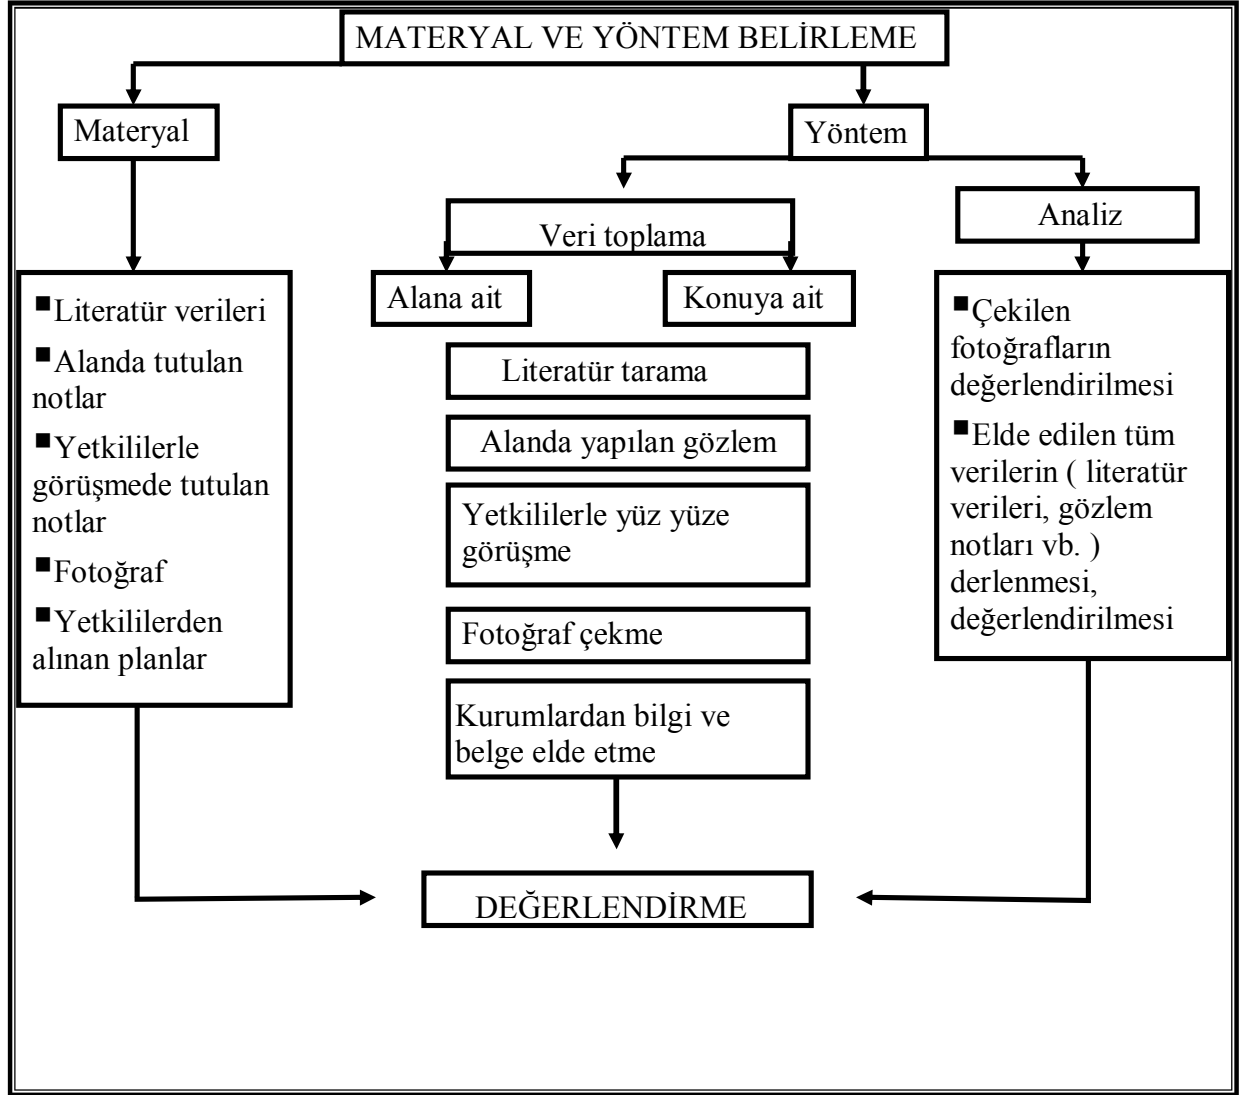 MATERYAL VE YÖNTEM BELİRLEME
Materyal
Yöntem
Veri toplama
Analiz
Alana ait
Konuya ait
▪Literatür verileri
▪Alanda tutulan
notlar
▪Yetkililerle
görüşmede tutulan
notlar
▪Fotoğraf
▪Yetkililerden
alınan planlar
Literatür tarama
Alanda yapılan gözlem
Yetkililerle yüz yüze
görüşme
Fotoğraf çekme
Kurumlardan bilgi ve
belge elde etme
▪Çekilen
fotoğrafların
değerlendirilmesi
▪Elde edilen tüm
verilerin ( literatür
verileri, gözlem
notları vb. )
derlenmesi,
değerlendirilmesi
DEĞERLENDİRME